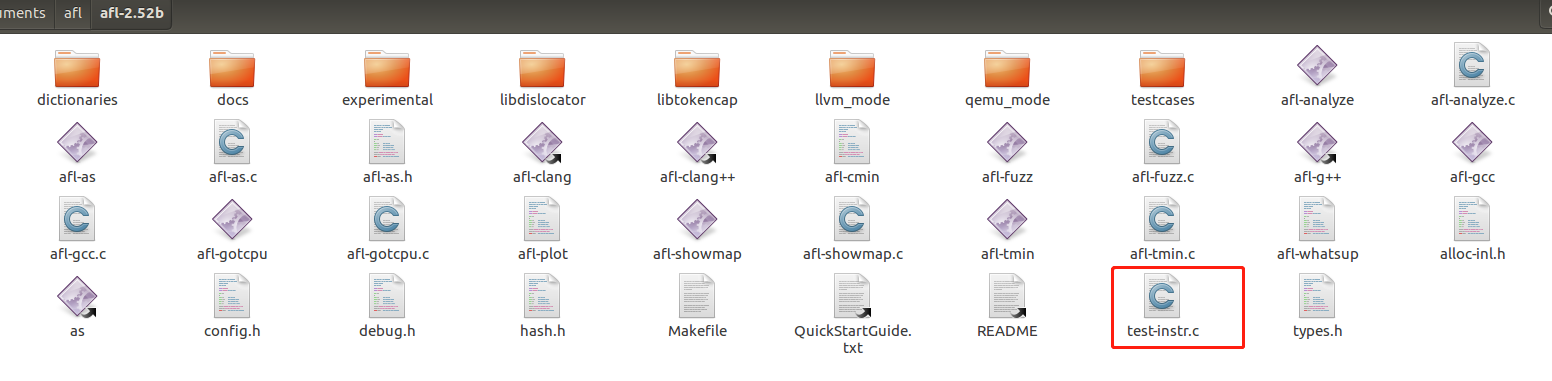 uments afl afl-2.52b
dictionaries docs experimental libdislocator libtokencap llvm_mode qemu_mode testcases afl-analyze afl-analyze.c
afl-as afl-as.c afl-as.h afl-clang afl-clang++ afl-cmin afl-fuzz afl-fuzz.c afl-g++ afl-gcc
afl-gcc.c afl-gotcpu afl-gotcpu.c afl-plot afl-showmap afl-showmap.c afl-tmin afl-tmin.c afl-whatsup alloc-inl.h
as config.h debug.h hash.h Makefile QuickStartGuide. README test-instr.c types.h
txt